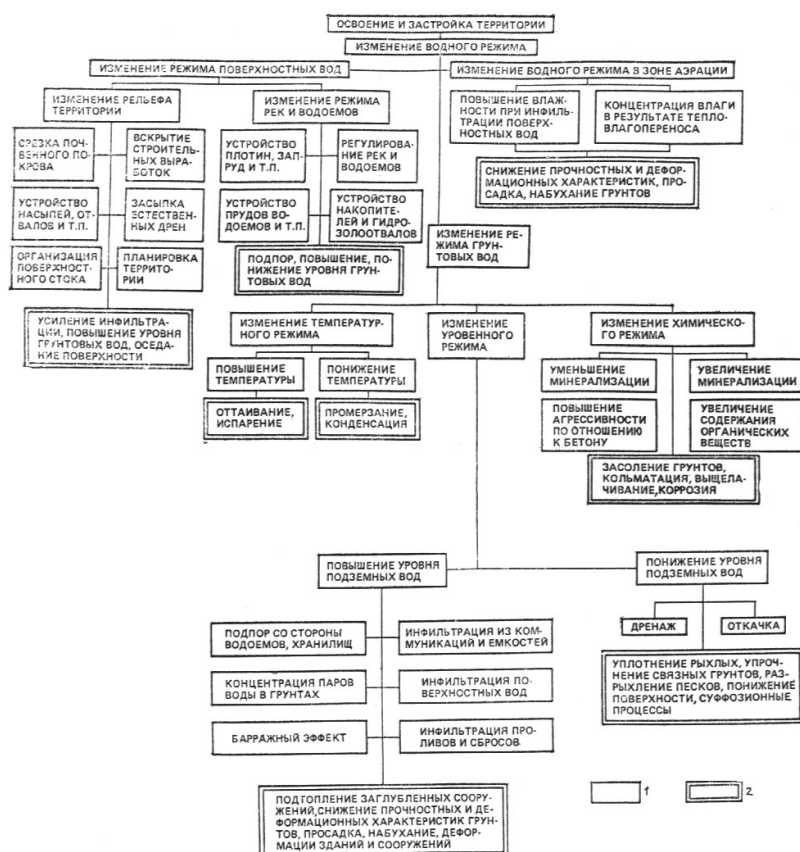 ОСВОЕНИЕ И ЗАСТРОЙКА ТЕРРИТОРИИ
ИЗМЕНЕНИЕ ВОДНОГО РЕЖИМА
ИЗМЕНЕНИЕ РЕЖИМА ПОВЕРХНОСТНЫХ ВОД
ИЗМЕНЕНИЕ ВОДНОГО РЕЖИМА В ЗОНЕ АЭРАЦИИ
ИЗМЕНЕНИЕ РЕЛЬЕФА
ТЕРРИТОРИИ
ИЗМЕНЕНИЕ РЕЖИМА
РЕК И ВОДОЕМОВ
ПОВЫШЕНИЕ ВЛАЖ-
НОСТИ ПРИ ИНФИЛЬ-
ТРАЦИИ ПОВЕРХ-
НОСТНЫХ ВОД
КОНЦЕНТРАЦИЯ ВЛАГИ
В РЕЗУЛЬТАТЕ ТЕПЛО-
ВЛАГОПЕРЕНОСА
СРЕЗКА ПОЧ-
ВЕННОГО ПО-
КРОВА
ВСКРЫТИЕ
СТРОИТЕЛЬ-
НЫХ ВЫРА-
БОТОК
УСТРОЙСТВО
ПЛОТИН, ЗАП-
РУД И Т.П.
РЕГУЛИРОВА-
НИЕ РЕК И
ВОДОЕМОВ
СНИЖЕНИЕ ПРОЧНОСТНЫХ И ДЕФОР-
МАЦИОННЫХ ХАРАКТЕРИСТИК, ПРО-
САДКА, НАБУХАНИЕ ГРУНТОВ
УСТРОЙСТВО
НАСЫПЕЙ, ОТ-
ВАЛОВ И Т.П.
ЗАСЫПКА
ЕСТЕСТВЕН-
НЫХ ДРЕН
УСТРОЙСТВО
ПРУДОВ ВО-
ДОЕМОВ И Т.П.
УСТРОЙСТВО
НАКОПИТЕ-
ЛЕЙ И ГИДРО-
ЗОЛООТВАЛОВ
ИЗМЕНЕНИЕ РЕ-
ЖИМА ГРУН-
ТОВЫХ ВОД
ОРГАНИЗАЦИЯ
ПОВЕРХНОСТ-
НОГО СТОКА
ПЛАНИРОВКА
ТЕРРИТО-
РИИ
ПОДПОР, ПОВЫШЕНИЕ, ПО-
НИЖЕНИЕ УРОВНЯ ГРУН-
ТОВЫХ ВОД
УСИЛЕНИЕ ИНФИЛЬТРА-
ЦИИ, ПОВЫШЕНИЕ УРОВНЯ
ГРУНТОВЫХ ВОД, ОСЕДА-
НИЕ ПОВЕРХНОСТИ
ИЗМЕНЕНИЕ ТЕМПЕРАТУР-
НОГО РЕЖИМА
ИЗМЕНЕНИЕ
УРОВЕННОГО
РЕЖИМА
ИЗМЕНЕНИЕ ХИМИЧЕСКО-
ГО РЕЖИМА
ПОВЫШЕНИЕ
ТЕМПЕРАТУРЫ
ПОНИЖЕНИЕ
ТЕМПЕРАТУРЫ
УМЕНЬШЕНИЕ
МИНЕРАЛИЗАЦИИ
УВЕЛИЧЕНИЕ
МИНЕРАЛИЗАЦИИ
ОТТАИВАНИЕ,
ИСПАРЕНИЕ
ПРОМЕРЗАНИЕ,
КОНДЕНСАЦИЯ
ПОВЫШЕНИЕ
АГРЕССИВНОСТИ
ПО ОТНОШЕНИЮ
К БЕТОНУ
УВЕЛИЧЕНИЕ
СОДЕРЖАНИЯ
ОРГАНИЧЕСКИХ
ВЕЩЕСТВ
ЗАСОЛЕНИЕ ГРУНТОВ,
КОЛЬМАТАЦИЯ, ВЫЩЕЛА-
ЧИВАНИЕ,КОРРОЗИЯ
ПОВЫШЕНИЕ УРОВНЯ
ПОДЗЕМНЫХ ВОД
ПОНИЖЕНИЕ УРОВНЯ
ПОДЗЕМНЫХ ВОД
ПОДПОР СО СТОРОНЫ
ВОДОЕМОВ, ХРАНИЛИЩ
ИНФИЛЬТРАЦИЯ ИЗ КОМ-
МУНИКАЦИЙ И ЕМКОСТЕЙ
ДРЕНАЖ
ОТКАЧКА
КОНЦЕНТРАЦИЯ ПАРОВ
ВОДЫ В ГРУНТАХ
ИНФИЛЬТРАЦИЯ ПО-
ВЕРХНОСТНЫХ ВОД
УПЛОТНЕНИЕ РЫХЛЫХ, УПРОЧ-
НЕНИЕ СВЯЗНЫХ ГРУНТОВ, РАЗ-
РЫХЛЕНИЕ ПЕСКОВ, ПОНИЖЕНИЕ
ПОВЕРХНОСТИ, СУФФОЗИОННЫЕ
ПРОЦЕССЫ
БАРРАЖНЫЙ ЭФФЕКТ
ИНФИЛЬТРАЦИЯ ПРО-
ЛИВОВ И СБРОСОВ
ПОДТОПЛЕНИЕ ЗАГЛУБЛЕННЫХ СООРУ-
ЖЕНИЙ,СНИЖЕНИЕ ПРОЧНОСТНЫХ И ДЕ-
ФОРМАЦИОННЫХ ХАРАКТЕРИСТИК ГРУН-
ТОВ, ПРОСАДКА, НАБУХАНИЕ, ДЕФОР-
МАЦИИ ЗДАНИЙ И СООРУЖЕНИЙ
1
2